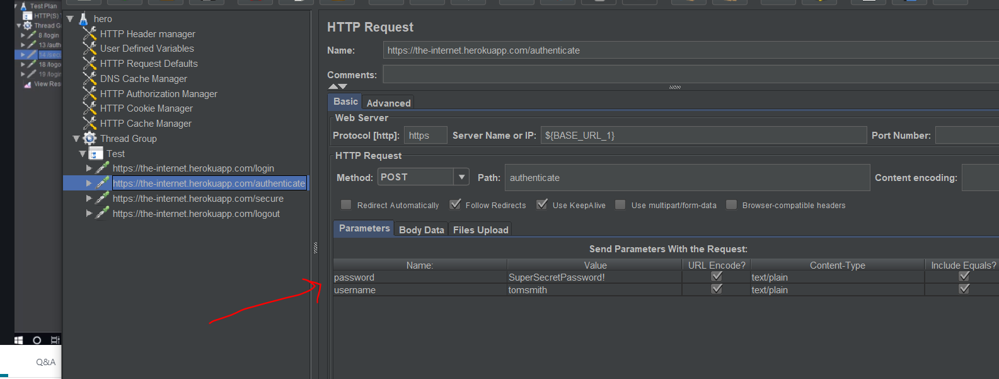 Test Plan
HTTP(S)
Thread G
8 /login
13 /auth
14 /sec
18 /logo
19 /login
View Res
Q&A
hero
HTTP Header manager
User Defined Variables
HTTP Request Defaults
DNS Cache Manager
HTTP Authorization Manager
HTTP Cookie Manager
HTTP Cache Manager
Thread Group
Test
https://the-internet.herokuapp.com/login
https://the-internet.herokuapp.com/authenticate
https://the-internet.herokuapp.com/secure
https://the-internet.herokuapp.com/logout
HTTP Request
Name: https://the-internet.herokuapp.com/authenticate
Comments:
Basic Advanced
Web Server
Protocol [http]: https Server Name or IP: ${BASE_URL_1} Port Number:
HTTP Request
Method: POST Path: authenticate Content encoding:
Redirect Automatically Follow Redirects Use KeepAlive Use multipart/form-data Browser-compatible headers
Parameters Body Data Files Upload
Send Parameters With the Request:
Name: Value URL Encode? Content-Type Include Equals?
password SuperSecretPassword! text/plain
username tomsmith text/plain